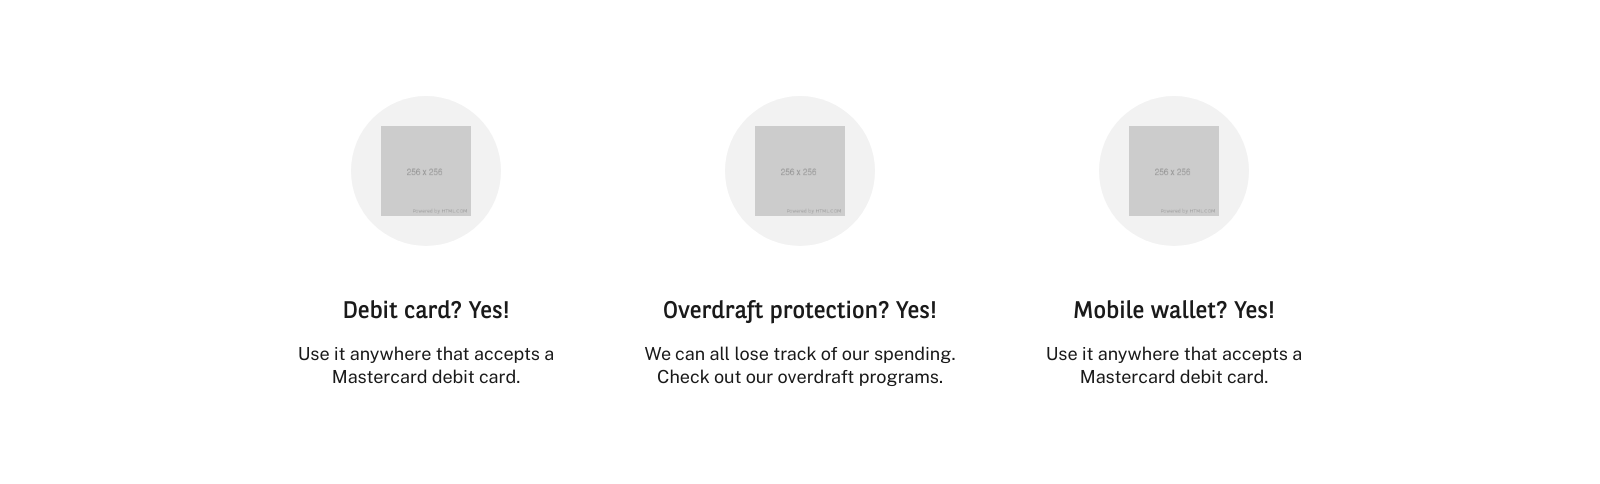 256 x 256
Powered by HTML.COM
256 x 256
Powered by HTML.COM
256 x 256
Powered by HTML.COM
Debit card? Yes!
Use it anywhere that accepts a
Mastercard debit card.
Overdraft protection? Yes!
We can all lose track of our spending.
Check out our overdraft programs.
Mobile wallet? Yes!
Use it anywhere that accepts a
Mastercard debit card.